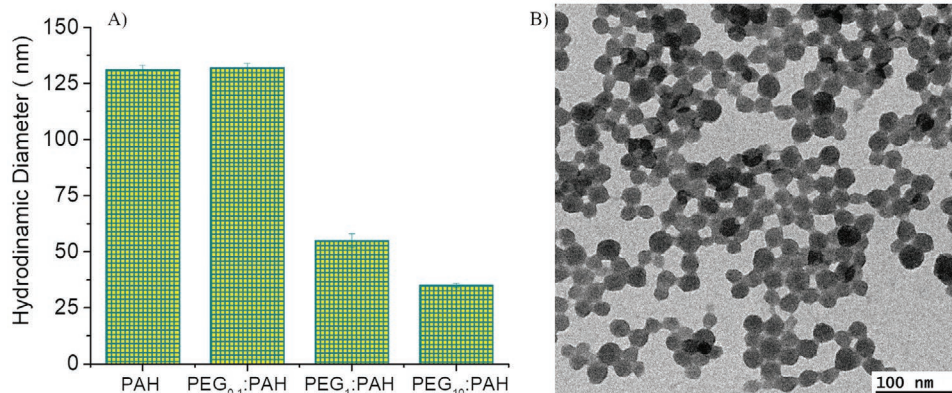 A)
Hydrodinamic Diameter ( nm)
150
125
100
75
50
25
0
PAH
PEG0.1:PAH
PEG1:PAH
PEG10:PAH
B)
100 nm